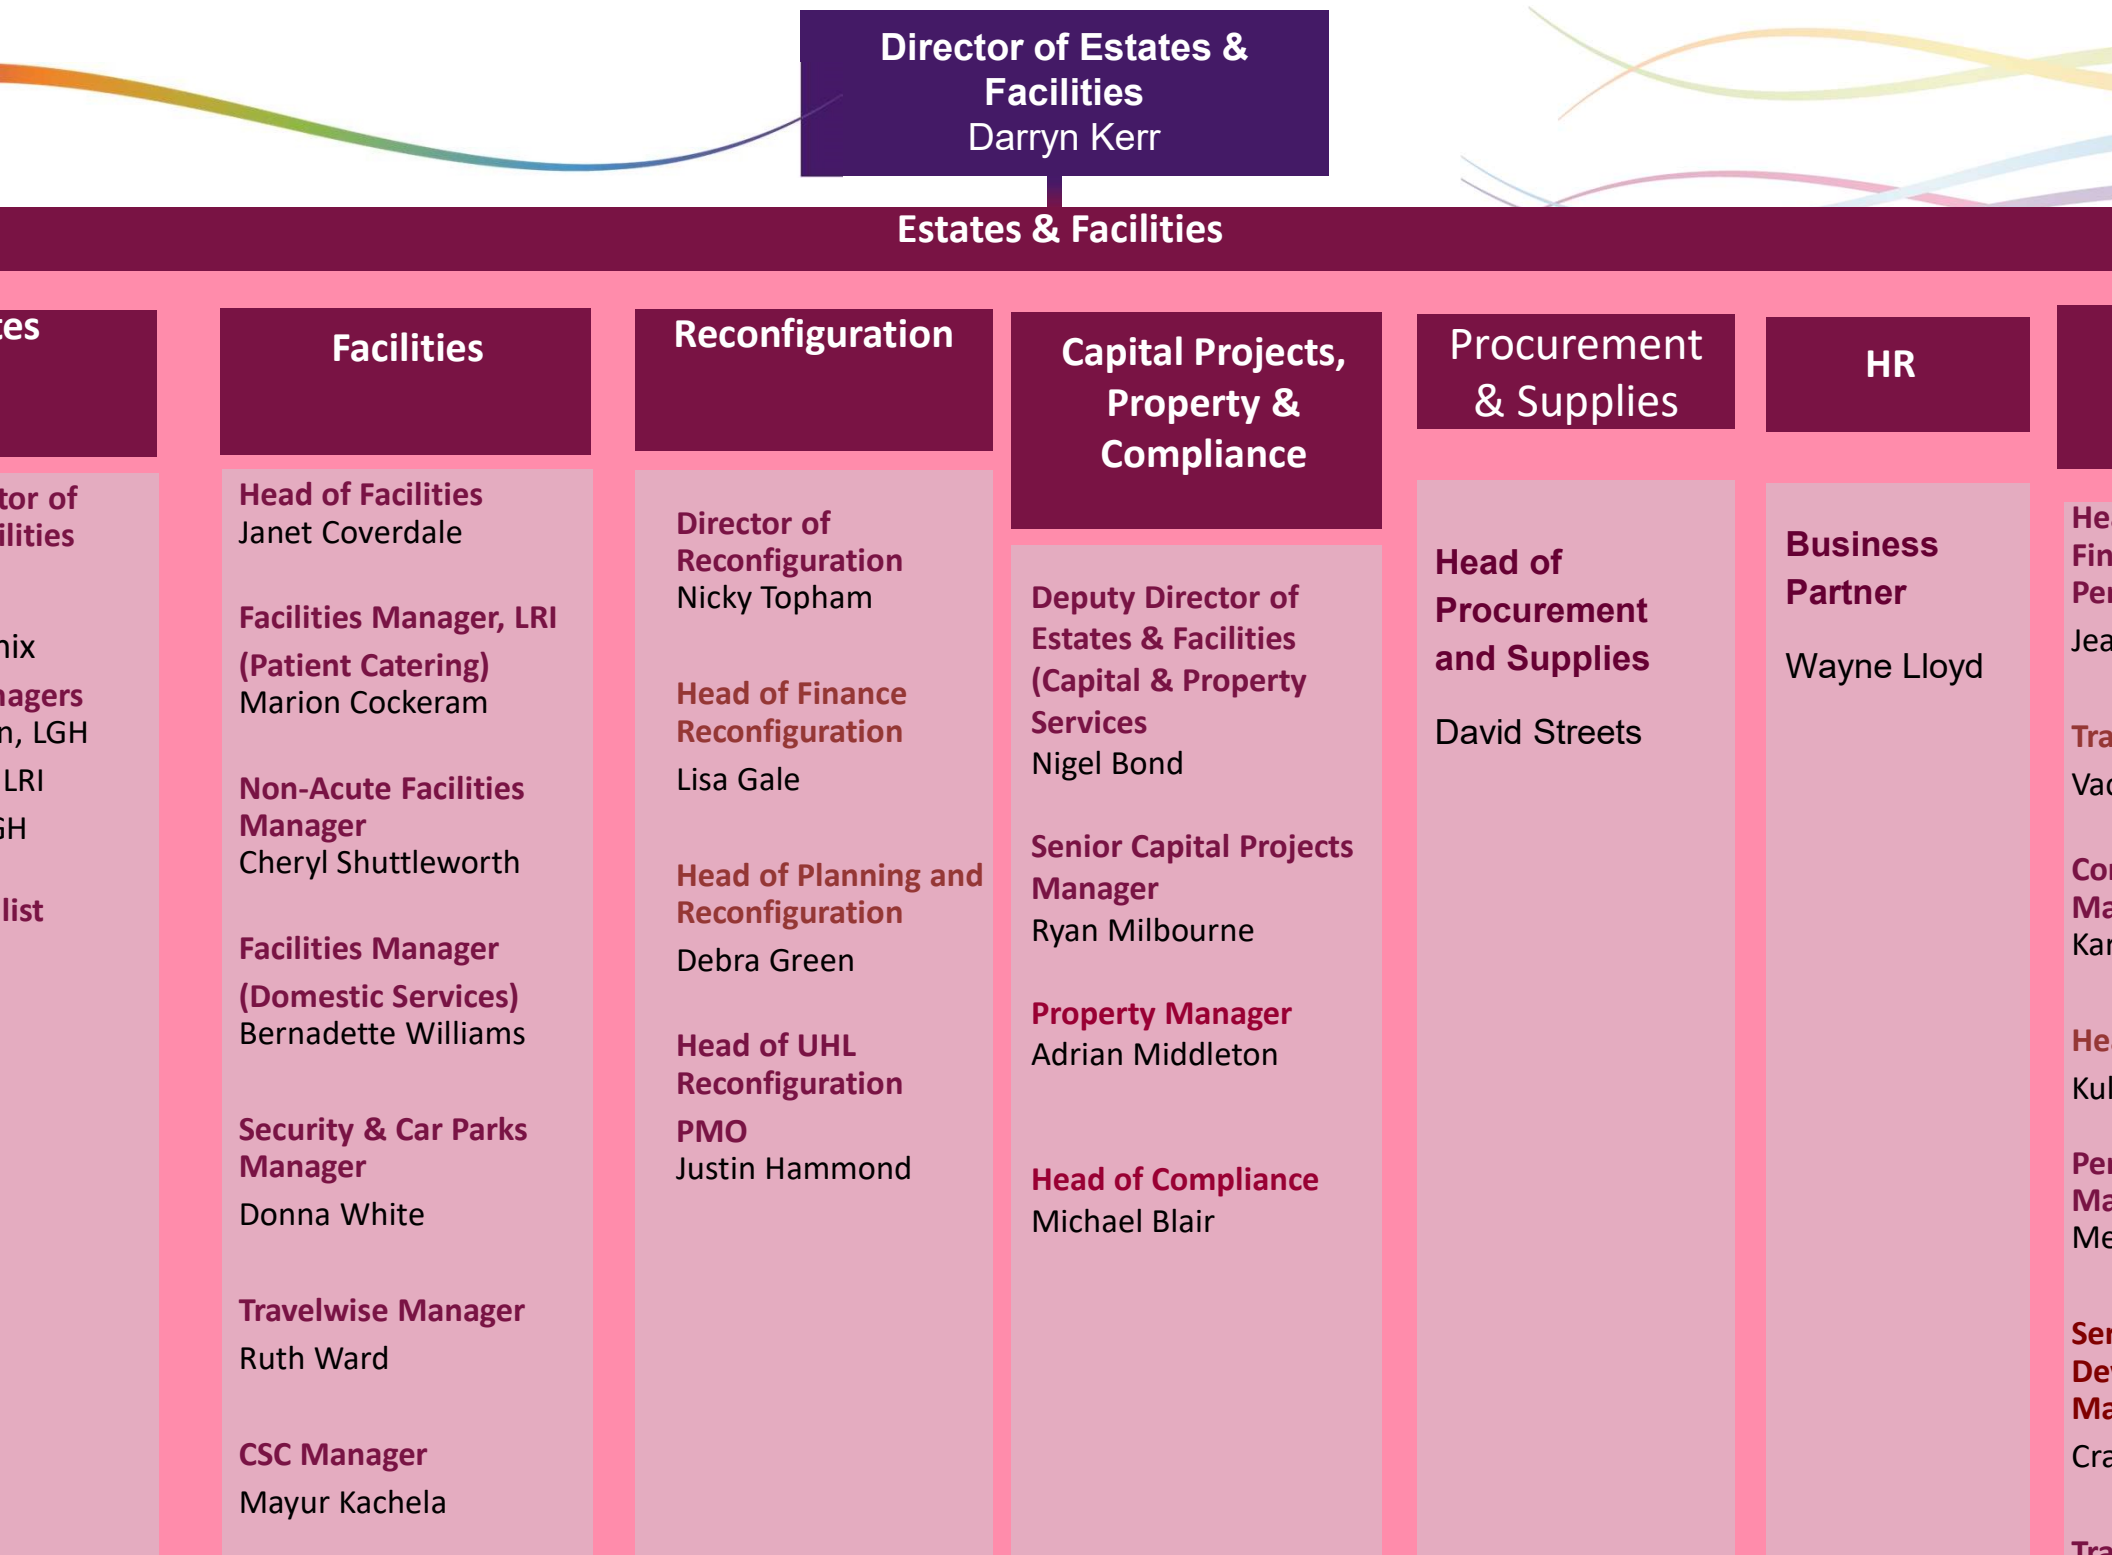 Director of Estates &
Facilities
Darryn Kerr
Estates & Facilities
Facilities
Head of Facilities
Janet Coverdale
Facilities Manager, LRI
(Patient Catering)
Marion Cockeram
Non-Acute Facilities
Manager
Cheryl Shuttleworth
Facilities Manager
(Domestic Services)
Bernadette Williams
Security & Car Parks
Manager
Donna White
Travelwise Manager
Ruth Ward
CSC Manager
Mayur Kachela
Reconfiguration
Director of
Reconfiguration
Nicky Topham
Head of Finance
Reconfiguration
Lisa Gale
Head of Planning and
Reconfiguration
Debra Green
Head of UHL
Reconfiguration
PMO
Justin Hammond
Capital Projects,
Property &
Compliance
Deputy Director of
Estates & Facilities
(Capital & Property
Services
Nigel Bond
Senior Capital Projects
Manager
Ryan Milbourne
Property Manager
Adrian Middleton
Head of Compliance
Michael Blair
Procurement
& Supplies
Head of
Procurement
and Supplies
David Streets
HR
Business
Partner
Wayne Lloyd
of
LGH
LRI